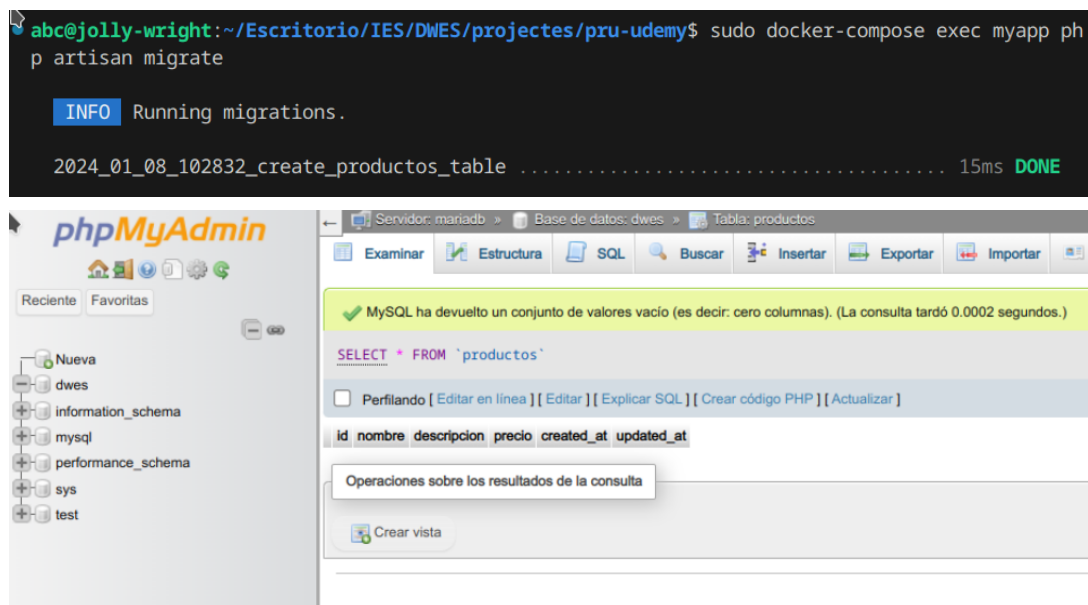 abc@jolly-wright:~/Escritorio/IES/DWES/projectes/pru-udemy$ sudo docker-compose exec myapp ph
p artisan migrate
INFO Running migrations.
2024_01_08_102832_create_productos_table ....................................... 15ms DONE
phpMyAdmin
Reciente Favoritas
Nueva
dwes
information_schema
mysql
performance_schema
sys
test
Servidor: mariadb » Base de datos: dwes » Tabla: productos
Examinar Estructura SQL Buscar Insertar Exportar Importar
MySQL ha devuelto un conjunto de valores vacío (es decir: cero columnas). (La consulta tardó 0.0002 segundos.)
SELECT * FROM `productos`
Perfilando [ Editar en línea ] [ Editar ] [ Explicar SQL ] [ Crear código PHP ] [ Actualizar ]
id nombre descripcion precio created_at updated_at
Operaciones sobre los resultados de la consulta
Crear vista